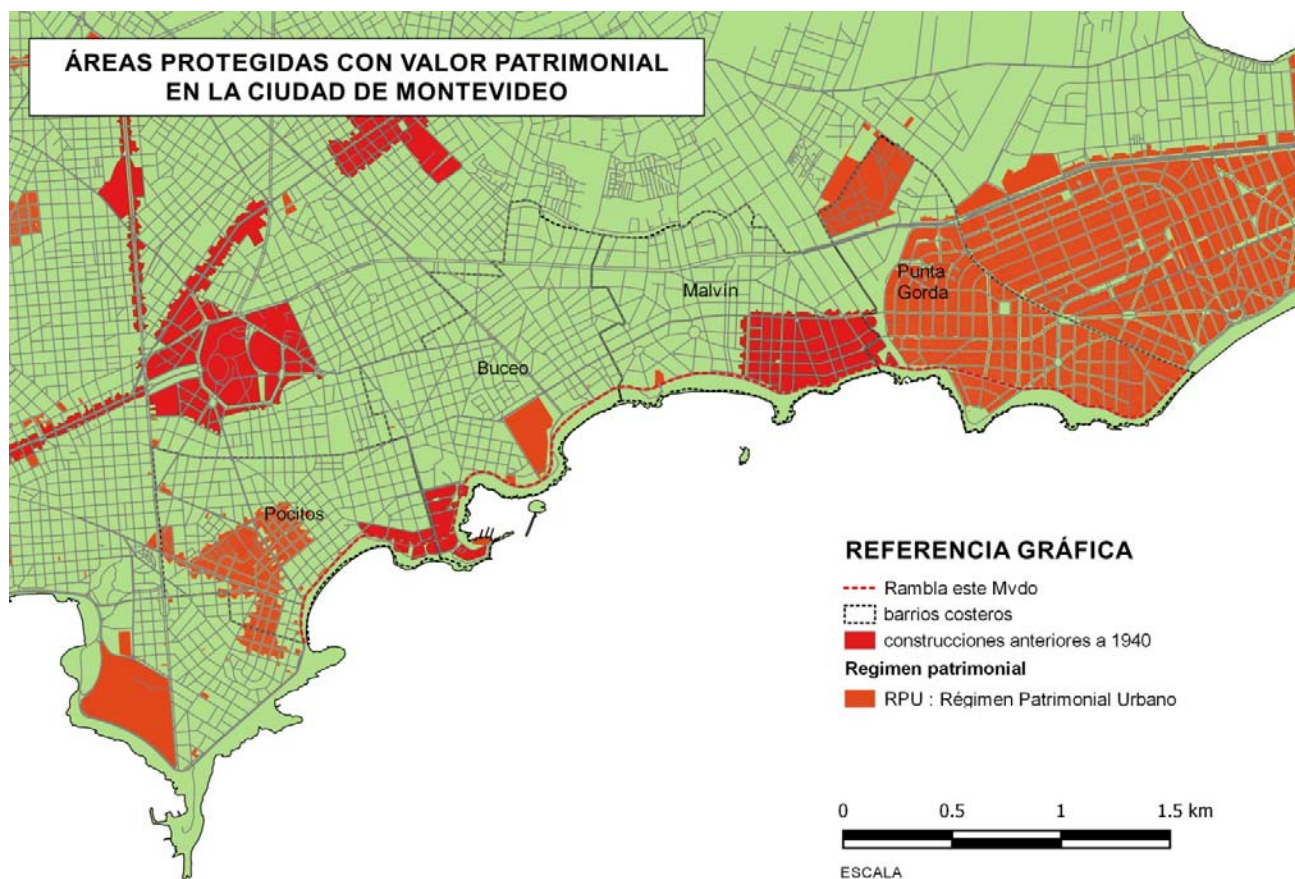 ÁREAS PROTEGIDAS CON VALOR PATRIMONIAL
EN LA CIUDAD DE MONTEVIDEO
Punta
Gorda
Malvín
Buceo
Pocitos
REFERENCIA GRÁFICA
Rambla este Mvdo
barrios costeros
construcciones anteriores a 1940
Regimen patrimonial
RPU : Régimen Patrimonial Urbano
0 0.5 1 1.5 km
ESCALA